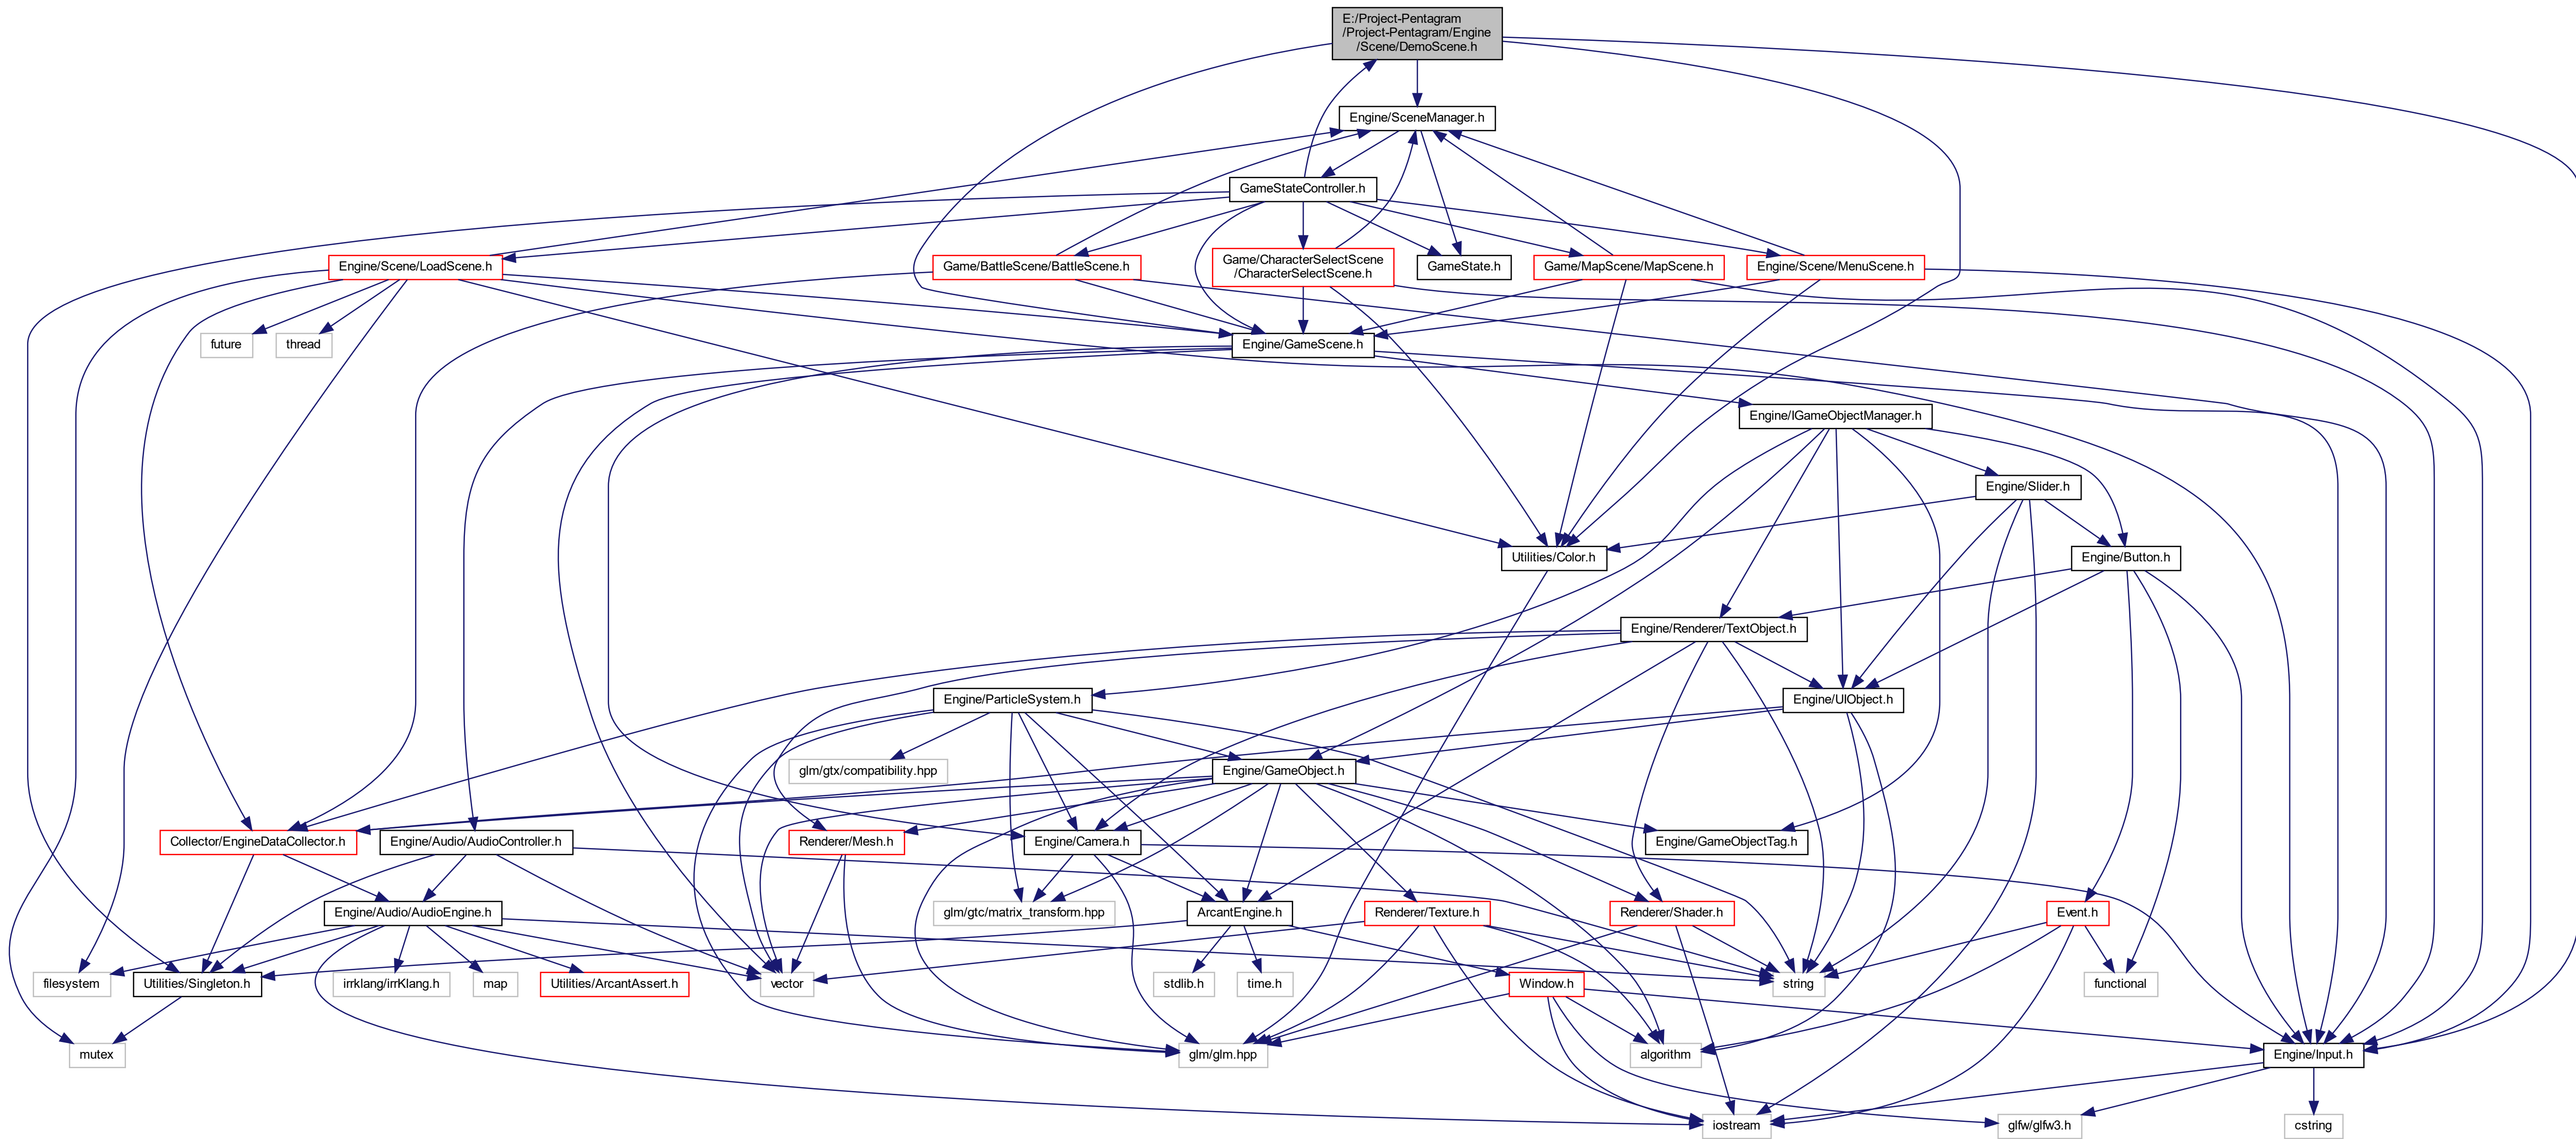 E:/Project-Pentagram
/Project-Pentagram/Engine
/Scene/DemoScene.h
Engine/SceneManager.h
GameStateController.h
Engine/Scene/LoadScene.h
Game/BattleScene/BattleScene.h
Game/CharacterSelectScene
/CharacterSelectScene.h
GameState.h
Game/MapScene/MapScene.h
Engine/Scene/MenuScene.h
future
thread
Engine/GameScene.h
Engine/IGameObjectManager.h
Engine/Slider.h
Utilities/Color.h
Engine/Button.h
Engine/Renderer/TextObject.h
Engine/ParticleSystem.h
Engine/UIObject.h
glm/gtx/compatibility.hpp
Engine/GameObject.h
Collector/EngineDataCollector.h
Engine/Audio/AudioController.h
Renderer/Mesh.h
Engine/Camera.h
Engine/GameObjectTag.h
Engine/Audio/AudioEngine.h
glm/gtc/matrix_transform.hpp
ArcantEngine.h
Renderer/Texture.h
Renderer/Shader.h
Event.h
filesystem
Utilities/Singleton.h
irrklang/irrKlang.h
map
Utilities/ArcantAssert.h
vector
stdlib.h
time.h
Window.h
string
functional
mutex
glm/glm.hpp
algorithm
Engine/Input.h
iostream
glfw/glfw3.h
cstring